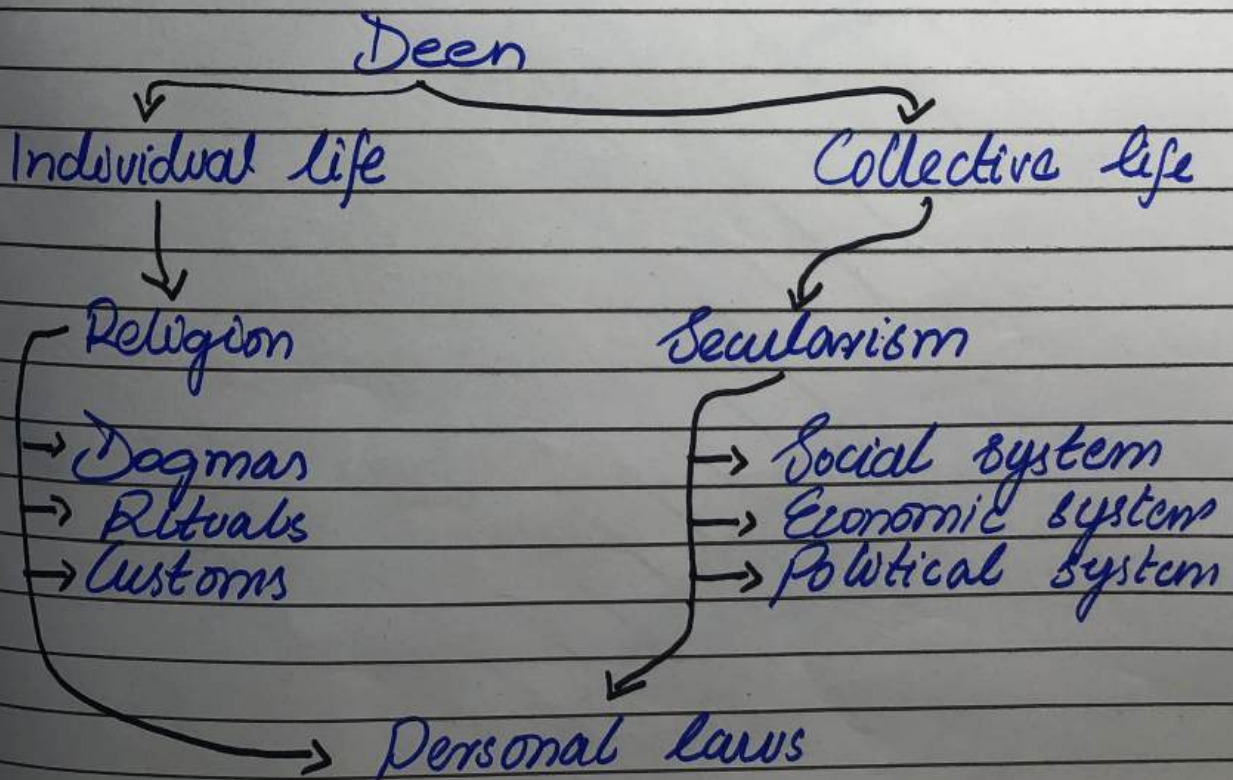 Deen
Individual life Collective life
Religion Secularism
Dogmas Social system
Rituals Economic system
Customs Political system
Personal laws